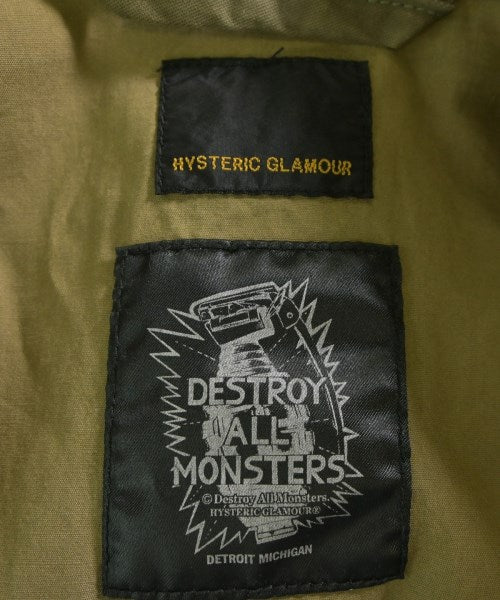 HYSTERIC GLAMOUR
DESTROY
ALL
MONSTERS
© Destroy All Monsters.
HYSTERIC GLAMOUR®
DETROIT MICHIGAN